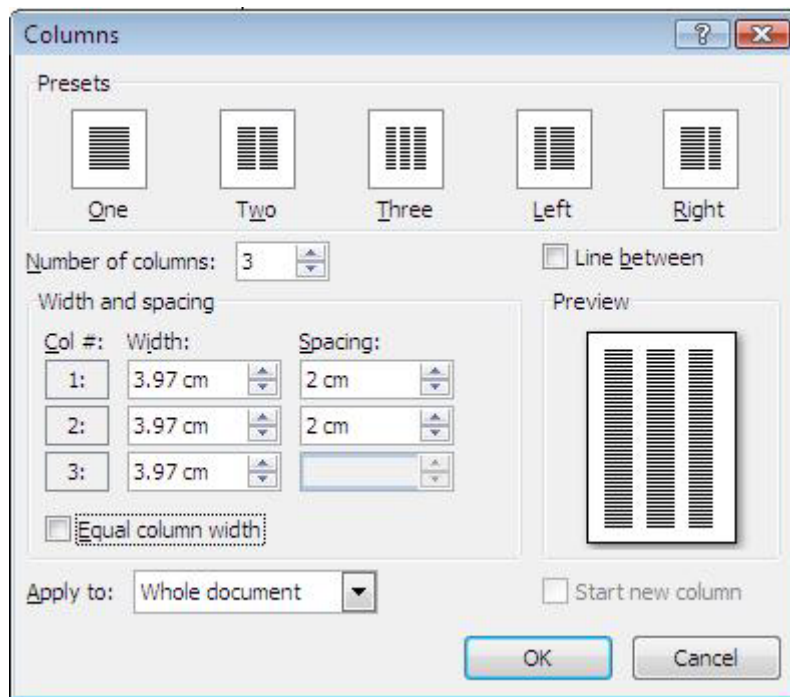 Columns
Presets
One Two Three Left Right
Number of columns: 3 Line between
Width and spacing Preview
Col #: Width: Spacing:
1: 3.97 cm 2 cm
2: 3.97 cm 2 cm
3: 3.97 cm
Equal column width
Apply to: Whole document Start new column
OK Cancel